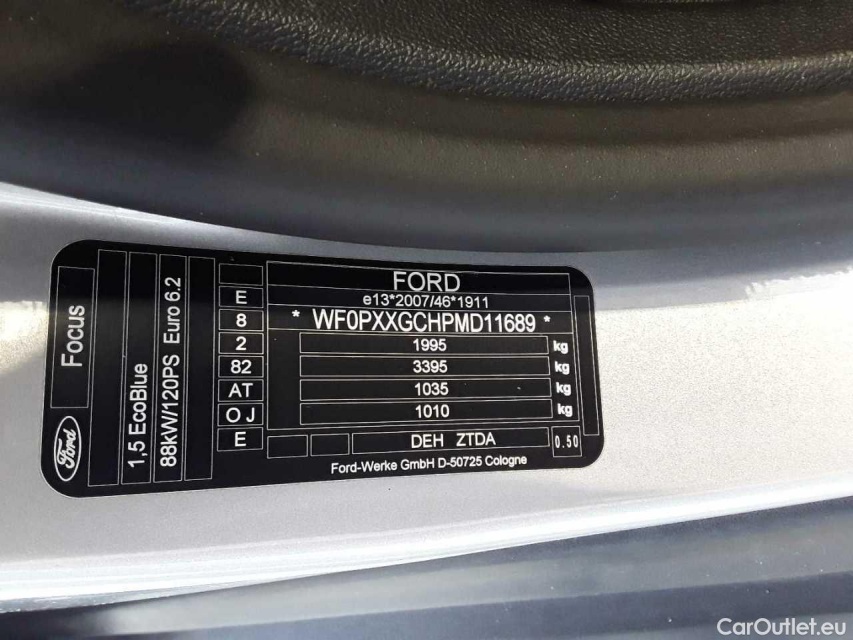 FORD
e13*2007/46*1911
* WF0PXXGCHPMD11689 *
1995 kg
3395 kg
1035 kg
1010 kg
DEH ZTDA 0.50
Ford-Werke GmbH D-50725 Cologne
E
8
2
82
AT
O J
E
Focus
Ford
1,5 EcoBlue
88kW/120PS Euro 6.2
CarOutlet.eu